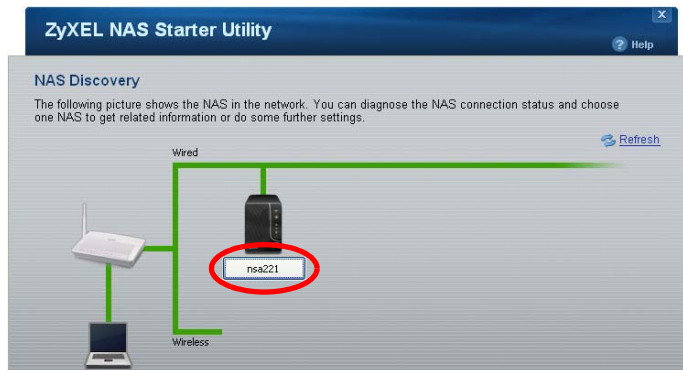 ZyXEL NAS Starter Utility
X
Help
NAS Discovery
The following picture shows the NAS in the network. You can diagnose the NAS connection status and choose
one NAS to get related information or do some further settings.
Refresh
Wired
nsa221
Wireless